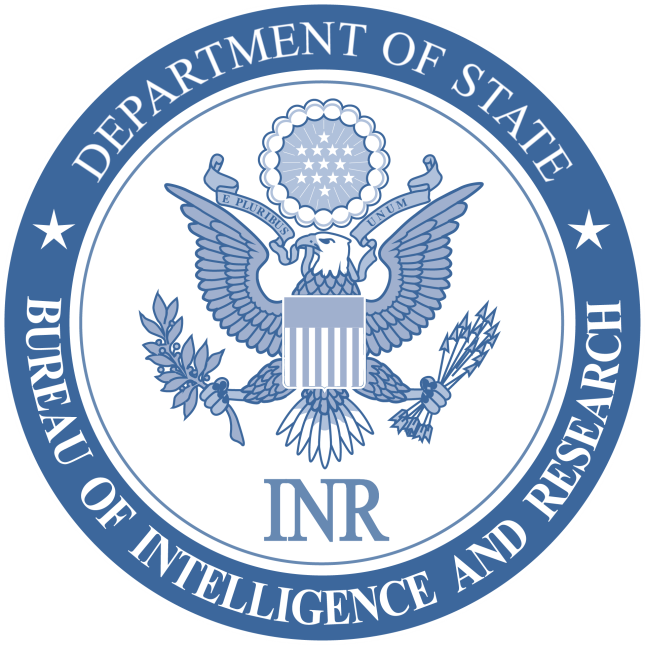 DEPARTMENT OF STATE
E PLURIBUS UNUM
INR
BUREAU OF INTELLIGENCE AND RESEARCH